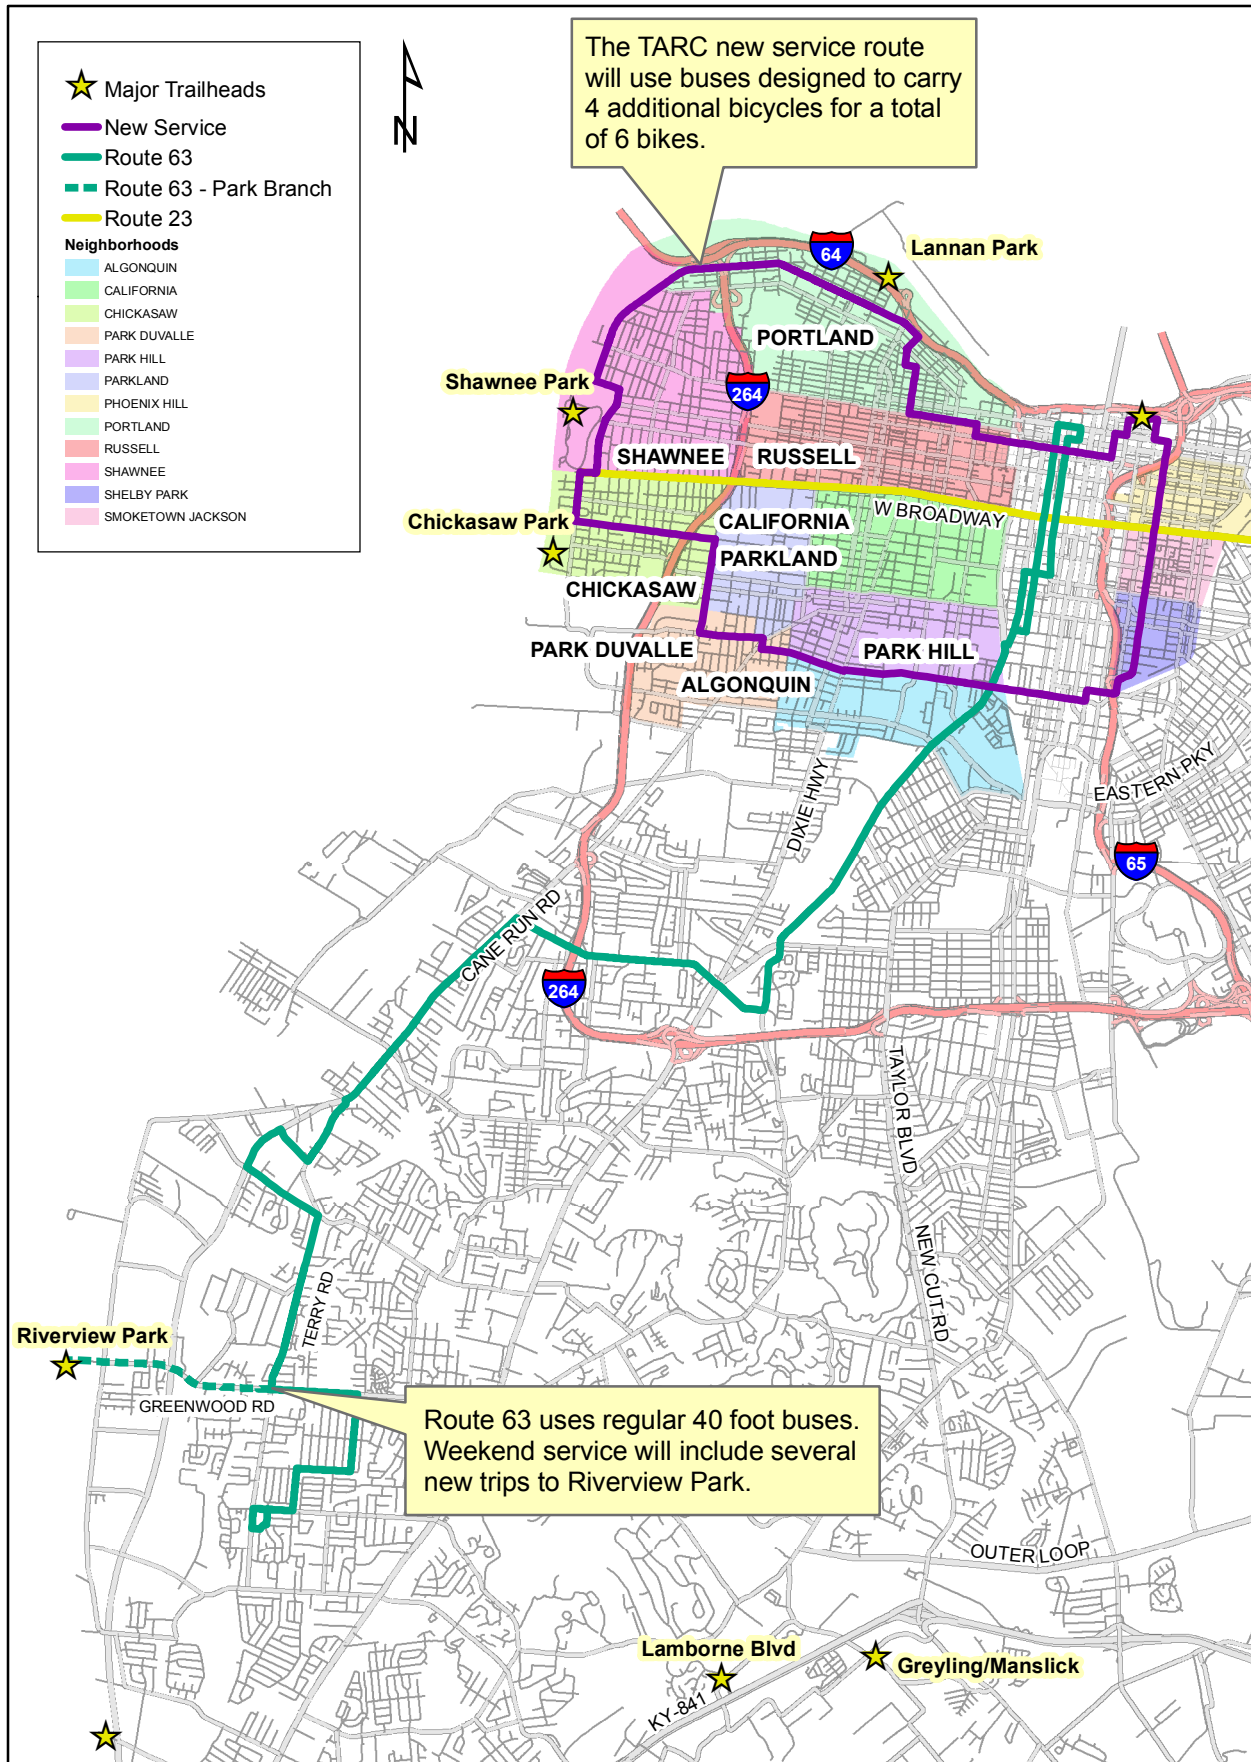 The TARC new service route
will use buses designed to carry
4 additional bicycles for a total
of 6 bikes.
Major Trailheads
New Service
Route 63
Route 63 - Park Branch
Route 23
Neighborhoods
ALGONQUIN
CALIFORNIA
CHICKASAW
PARK DUVALLE
PARK HILL
PARKLAND
PHOENIX HILL
PORTLAND
RUSSELL
SHAWNEE
SHELBY PARK
SMOKETOWN JACKSON
N
64
Lannan Park
PORTLAND
Shawnee Park
264
SHAWNEE
RUSSELL
W BROADWAY
Chickasaw Park
CALIFORNIA
PARKLAND
CHICKASAW
PARK DUVALLE
PARK HILL
ALGONQUIN
DIXIE HWY
EASTERN PKY
65
CANE RUN RD
264
TAYLOR BLVD
NEW CUT RD
TERRY RD
Riverview Park
GREENWOOD RD
Route 63 uses regular 40 foot buses.
Weekend service will include several
new trips to Riverview Park.
OUTER LOOP
Lamborne Blvd
Greyling/Manslick
KY-841